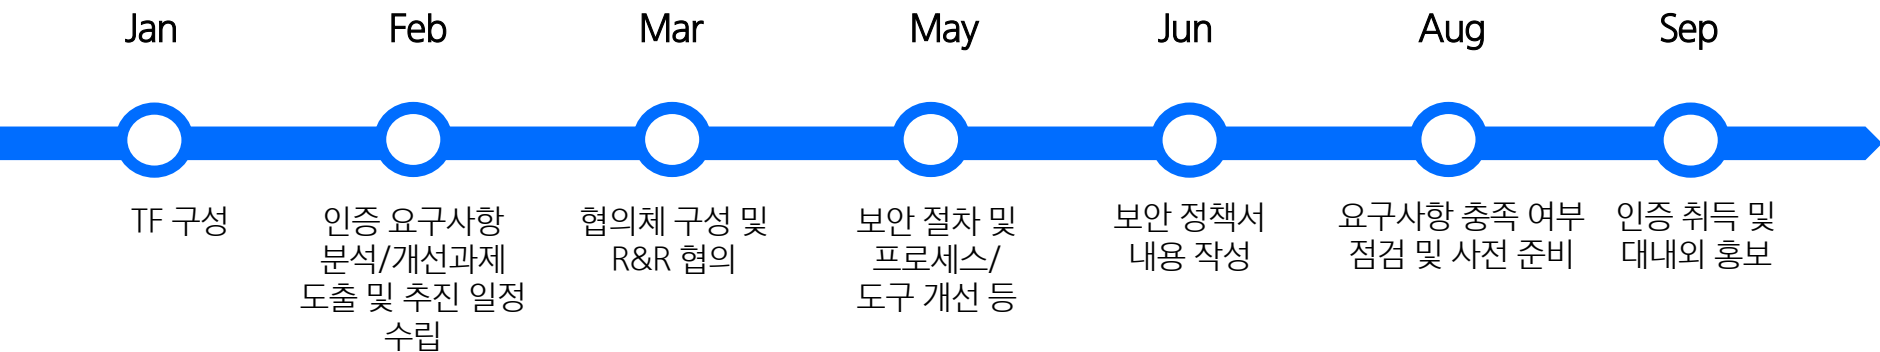 Jan
Feb
Mar
May
Jun
Aug
Sep
TF 구성
인증 요구사항
분석/개선과제
도출 및 추진 일정
수립
협의체 구성 및
R&R 협의
보안 절차 및
프로세스/
도구 개선 등
보안 정책서
내용 작성
요구사항 충족 여부
점검 및 사전 준비
인증 취득 및
대내외 홍보